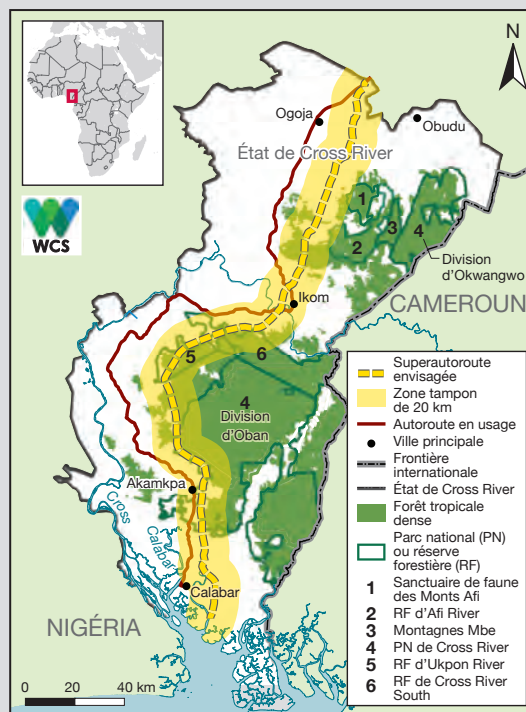 N
Ogoja
Obudu
État de Cross River
1
WCS
2
3
4
Division
d'Okwangwo
Ikom
CAMEROUN
5
6
4
Division
d'Oban
Akamkpa
Cross
Calabar
Calabar
NIGÉRIA
0 20 40 km
Superautoroute
envisagée
Zone tampon
de 20 km
Autoroute en usage
Ville principale
Frontière
internationale
État de Cross River
Forêt tropicale
dense
Parc national (PN)
ou réserve
forestière (RF)
1 Sanctuaire de faune
des Monts Afi
2 RF d'Afi River
3 Montagnes Mbe
4 PN de Cross River
5 RF d'Ukpon River
6 RF de Cross River
South